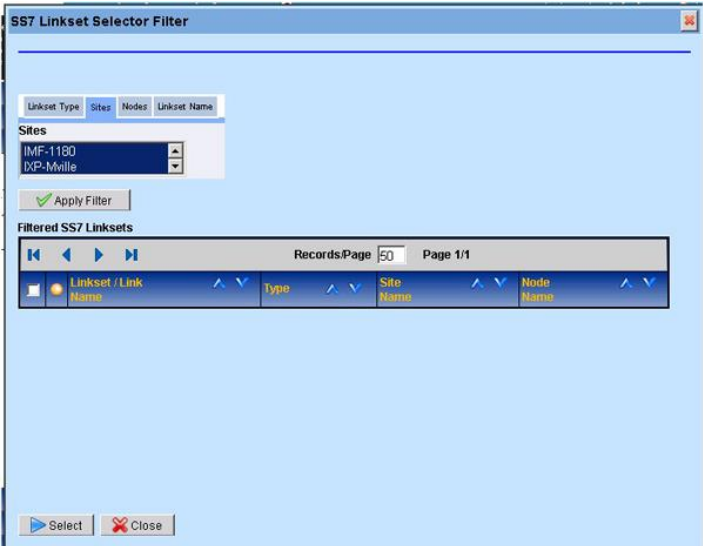 SS7 Linkset Selector Filter
Linkset Type Sites Nodes Linkset Name
Sites
IMF-1180
IXP-Mville
Apply Filter
Filtered SS7 Linksets
Records/Page 50 Page 1/1
Linkset / Link Name Type Site Name Node Name
Select Close